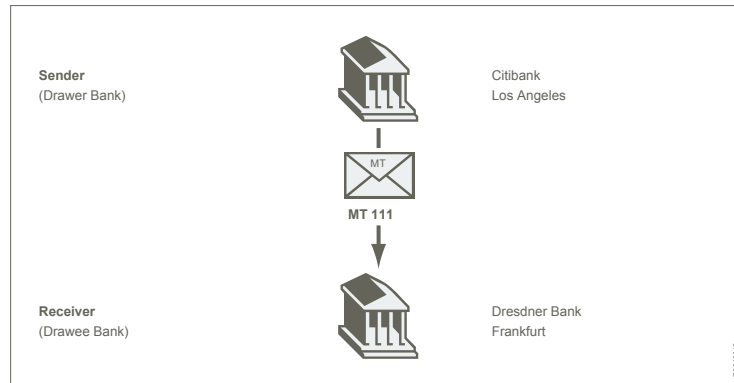 Sender
(Drawer Bank)
Citibank
Los Angeles
MT
MT 111
Receiver
(Drawee Bank)
Dresdner Bank
Frankfurt